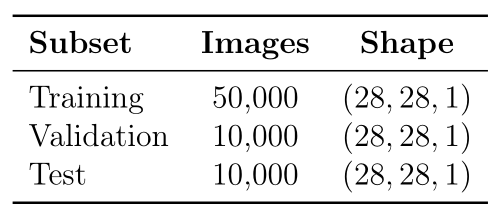 Subset Images Shape
Training 50,000 (28, 28, 1)
Validation 10,000 (28, 28, 1)
Test 10,000 (28, 28, 1)